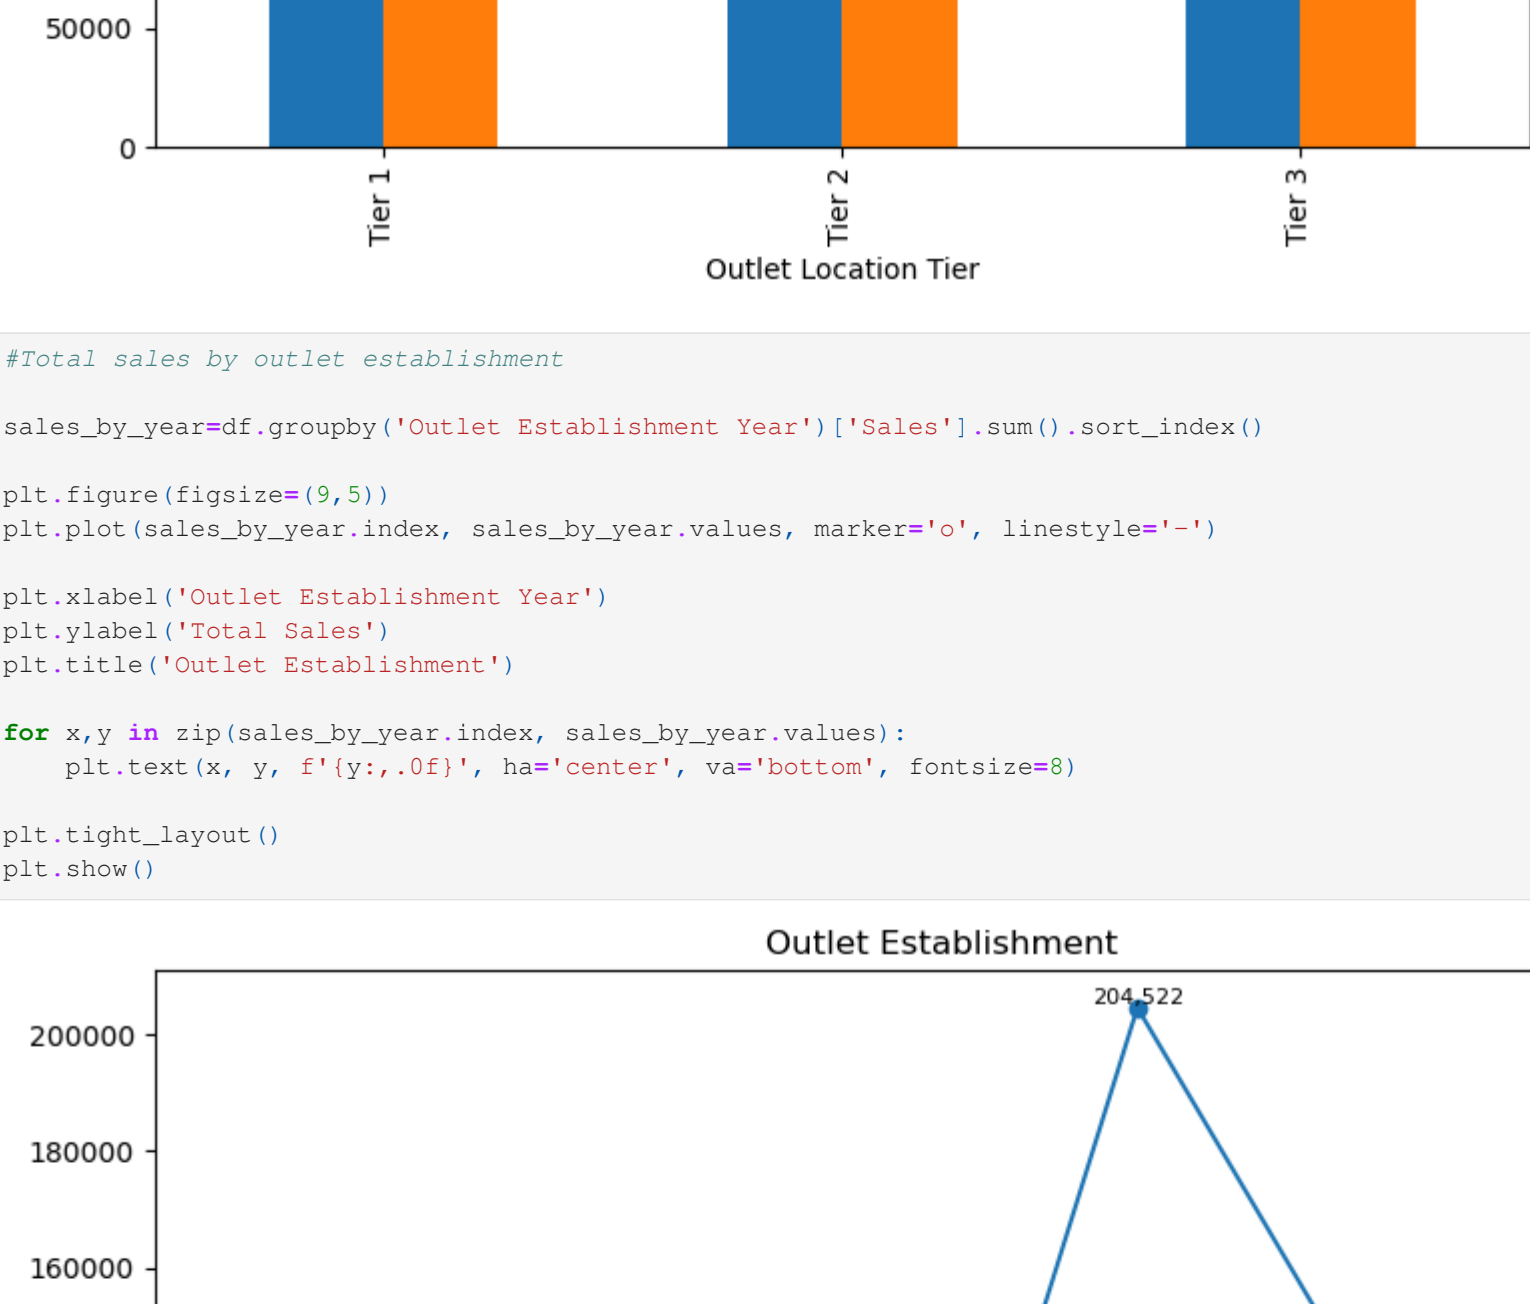 50000
0
Tier 1
Tier 2
Tier 3
Outlet Location Tier
#Total sales by outlet establishment
sales_by_year=df.groupby('Outlet Establishment Year')['Sales'].sum().sort_index()
plt.figure(figsize=(9,5))
plt.plot(sales_by_year.index, sales_by_year.values, marker='o', linestyle='-')
plt.xlabel('Outlet Establishment Year')
plt.ylabel('Total Sales')
plt.title('Outlet Establishment')
for x,y in zip(sales_by_year.index, sales_by_year.values):
    plt.text(x, y, f'{y:,.0f}', ha='center', va='bottom', fontsize=8)
plt.tight_layout()
plt.show()
Outlet Establishment
204,522
200000
180000
160000